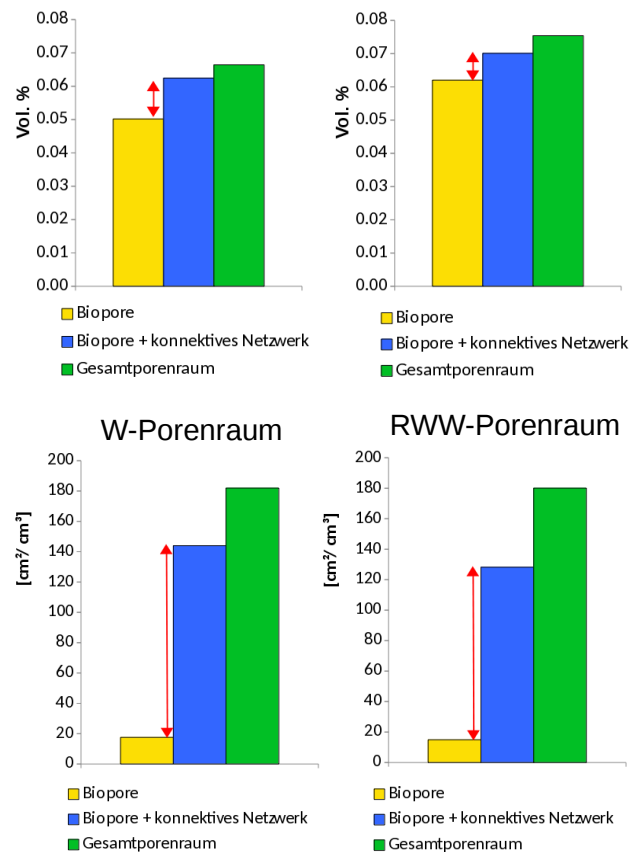 0.08
0.07
0.06
0.05
0.04
0.03
0.02
0.01
0.00
Vol. %
Biopore
Biopore + konnektives Netzwerk
Gesamtporenraum
0.08
0.07
0.06
0.05
0.04
0.03
0.02
0.01
0.00
Vol. %
Biopore
Biopore + konnektives Netzwerk
Gesamtporenraum
W-Porenraum
200
180
160
140
120
100
80
60
40
20
0
[cm²/ cm³]
Biopore
Biopore + konnektives Netzwerk
Gesamtporenraum
RWW-Porenraum
200
180
160
140
120
100
80
60
40
20
0
[cm²/ cm³]
Biopore
Biopore + konnektives Netzwerk
Gesamtporenraum